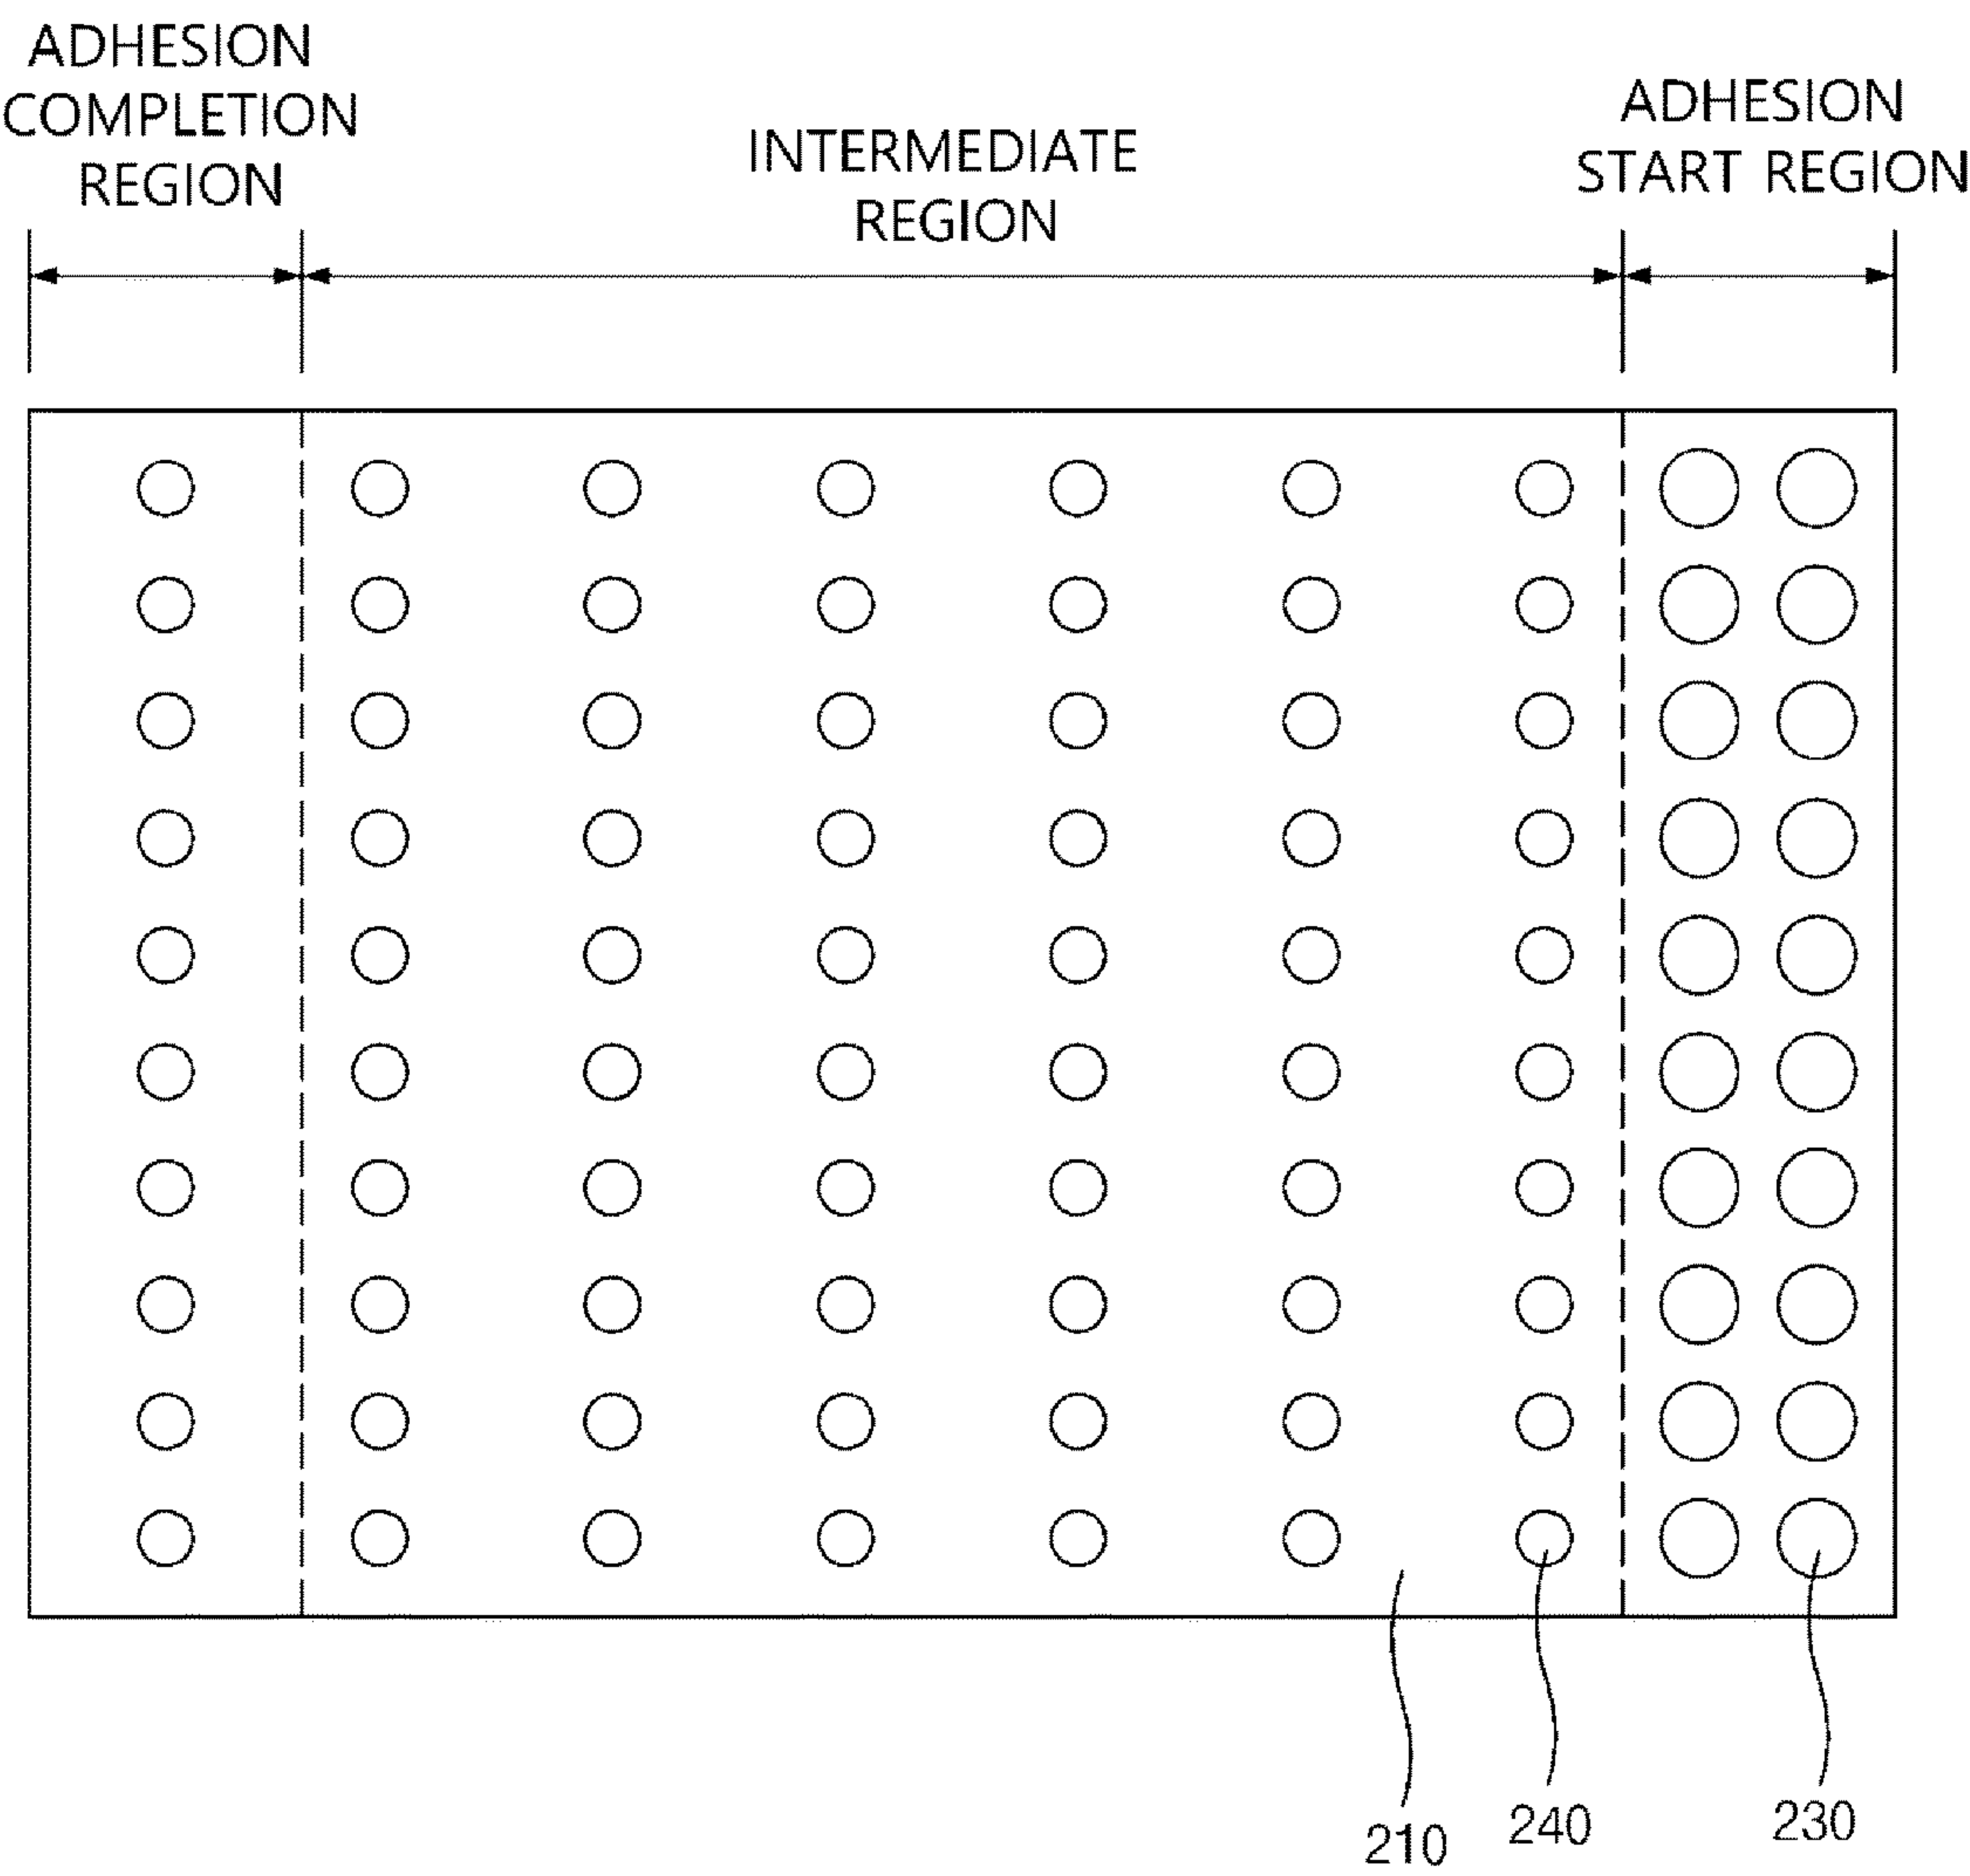 ADHESION
COMPLETION
REGION
INTERMEDIATE
REGION
ADHESION
START REGION
210
240
230